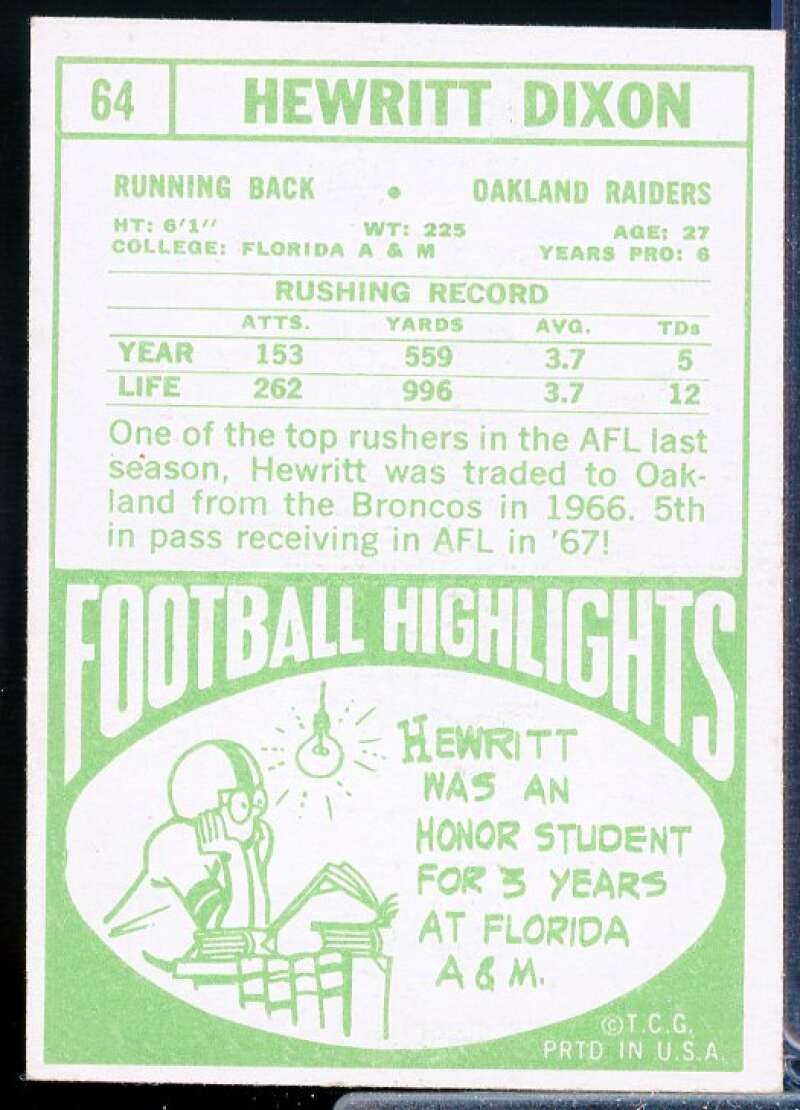 64 HEWRITT DIXON
RUNNING BACK • OAKLAND RAIDERS
HT: 6'1" WT: 225 AGE: 27
COLLEGE: FLORIDA A & M YEARS PRO: 6
RUSHING RECORD
ATTS. YARDS AVG. TDs
YEAR 153 559 3.7 5
LIFE 262 996 3.7 12
One of the top rushers in the AFL last
season, Hewritt was traded to Oak-
land from the Broncos in 1966. 5th
in pass receiving in AFL in '67!
FOOTBALL HIGHLIGHTS
HEWRITT
WAS AN
HONOR STUDENT
FOR 3 YEARS
AT FLORIDA
A & M.
©T.C.G.
PRTD IN U.S.A.